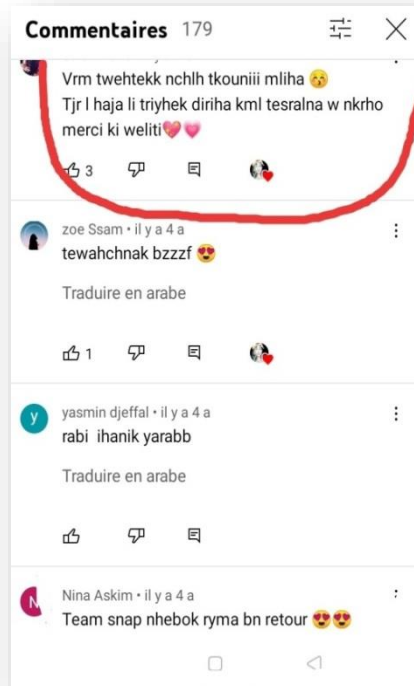 Commentaires 179
Vrm twehtekk nchlh tkouniii mliha 😚
Tjr l haja li triyhek diriha kml tesralna w nkrho
merci ki weliti💖💗
3
zoe Ssam • il y a 4 a
tewahchnak bzzzf 😍
Traduire en arabe
1
y
yasmin djeffal • il y a 4 a
rabi ihanik yarabb
Traduire en arabe
N
Nina Askim • il y a 4 a
Team snap nhebok ryma bn retour 😍😍